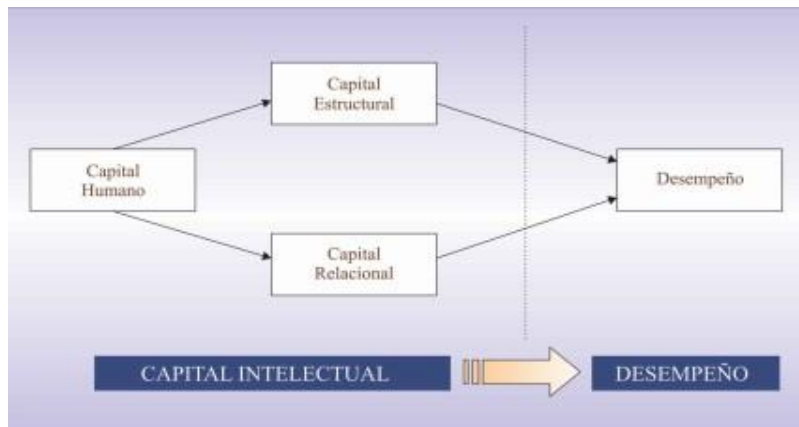 Capital
Estructural
Capital
Humano
Desempeño
Capital
Relacional
CAPITAL INTELECTUAL
DESEMPEÑO